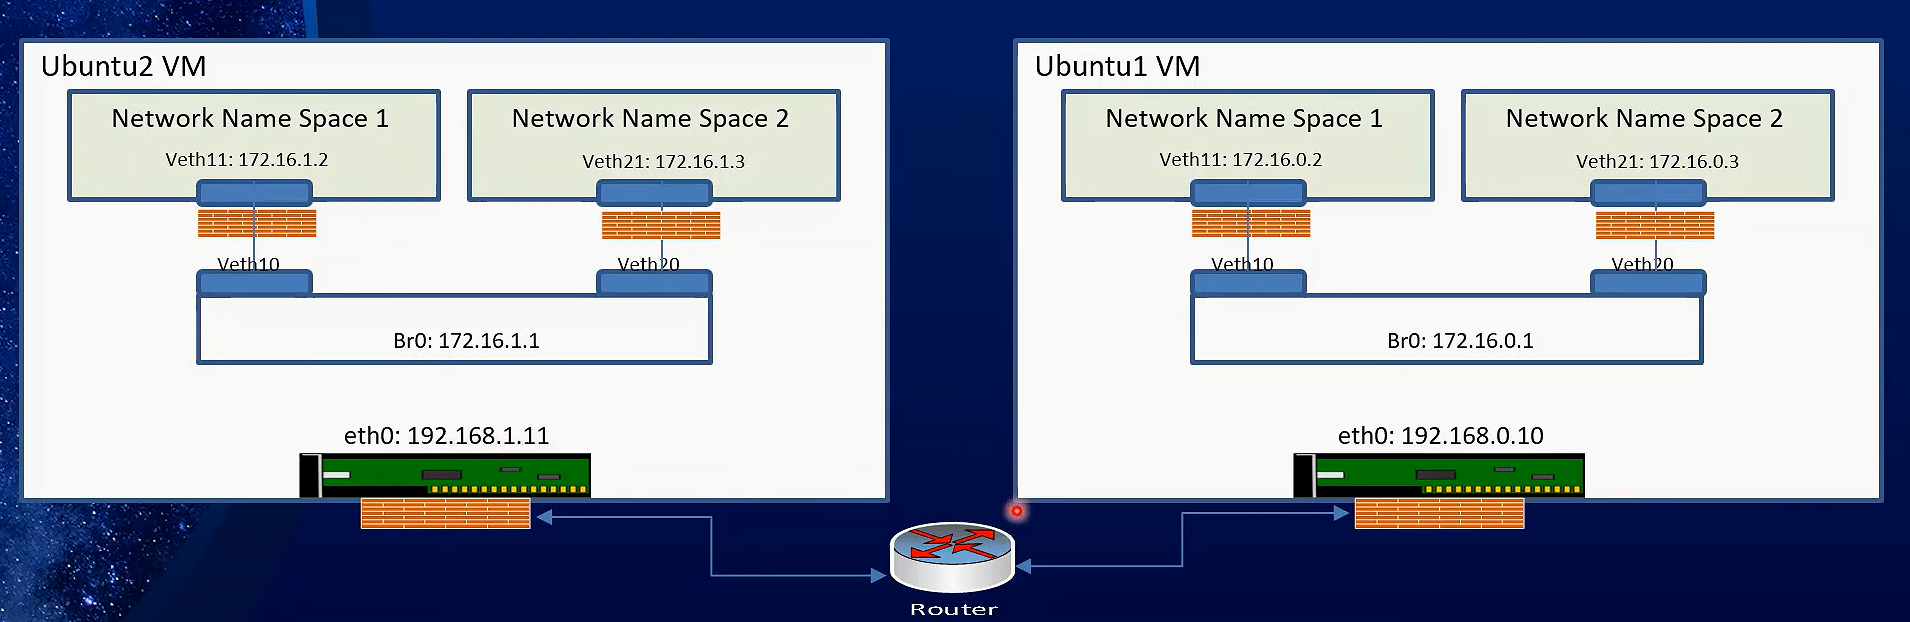 Ubuntu2 VM
Network Name Space 1
Veth11: 172.16.1.2
Network Name Space 2
Veth21: 172.16.1.3
Veth10
Veth20
Br0: 172.16.1.1
eth0: 192.168.1.11
Ubuntu1 VM
Network Name Space 1
Veth11: 172.16.0.2
Network Name Space 2
Veth21: 172.16.0.3
Veth10
Veth20
Br0: 172.16.0.1
eth0: 192.168.0.10
Router